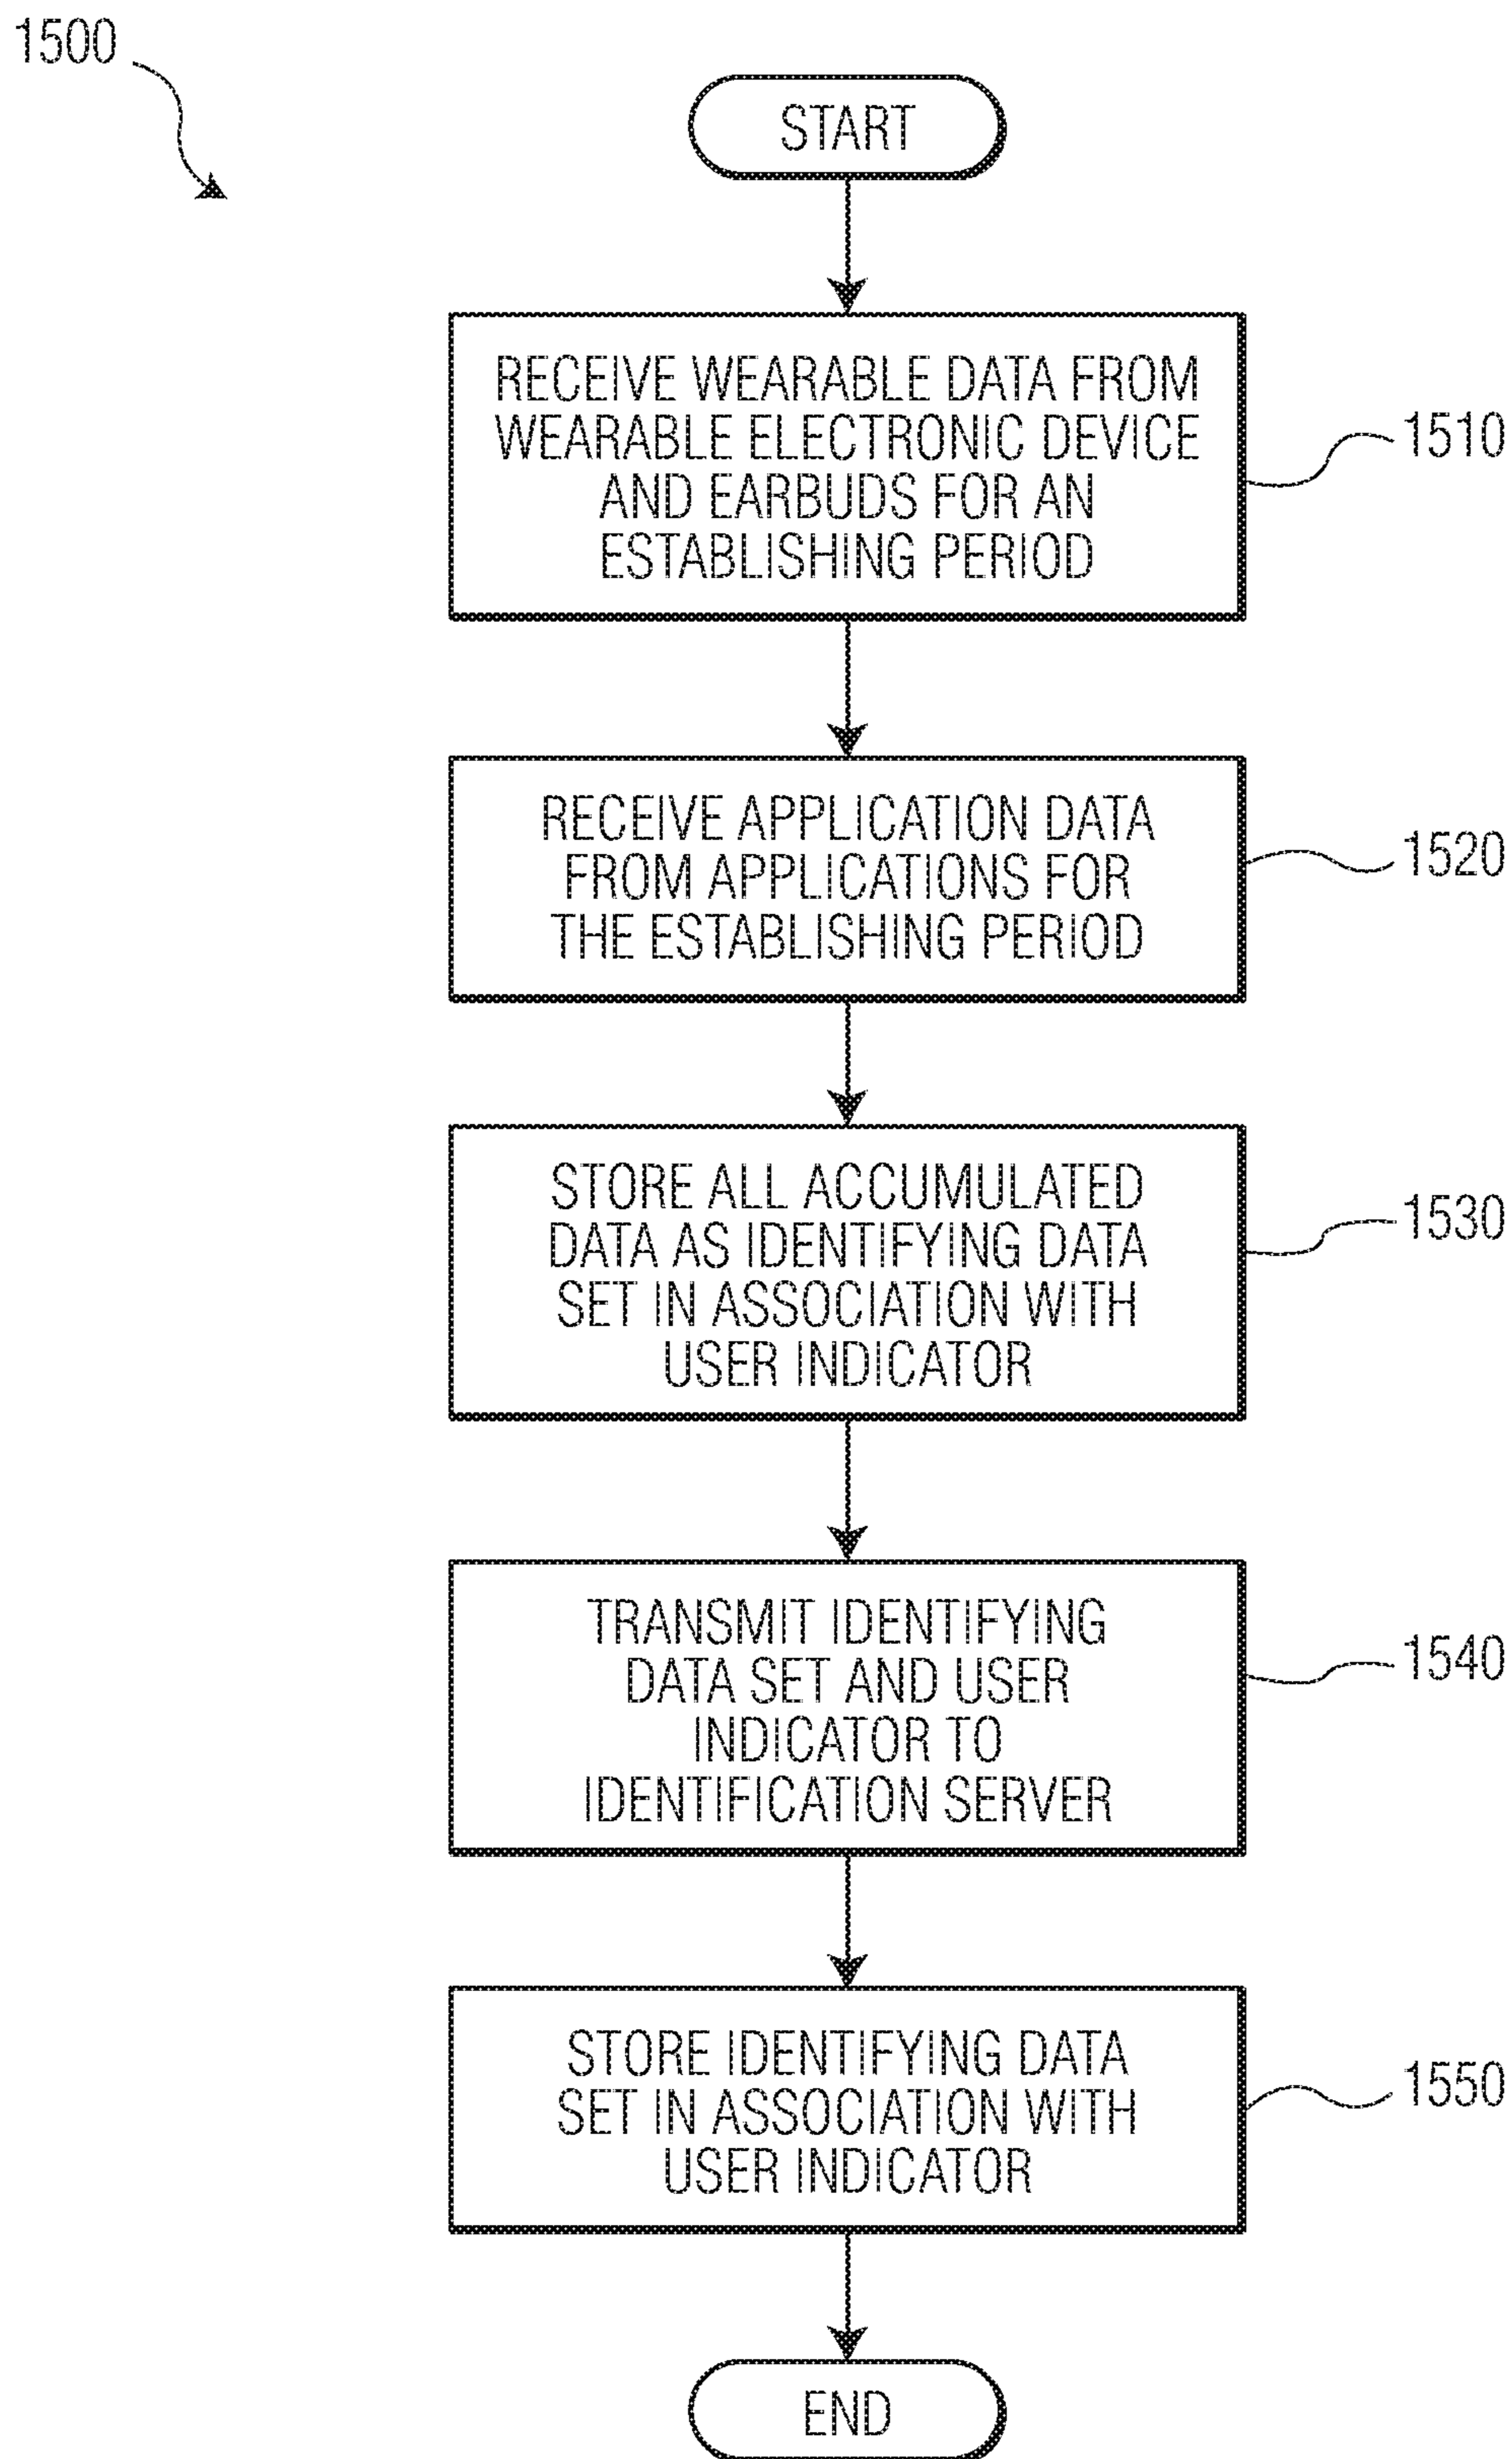 1500
START
RECEIVE WEARABLE DATA FROM
WEARABLE ELECTRONIC DEVICE
AND EARBUDS FOR AN
ESTABLISHING PERIOD
1510
RECEIVE APPLICATION DATA
FROM APPLICATIONS FOR
THE ESTABLISHING PERIOD
1520
STORE ALL ACCUMULATED
DATA AS IDENTIFYING DATA
SET IN ASSOCIATION WITH
USER INDICATOR
1530
TRANSMIT IDENTIFYING
DATA SET AND USER
INDICATOR TO
IDENTIFICATION SERVER
1540
STORE IDENTIFYING DATA
SET IN ASSOCIATION WITH
USER INDICATOR
1550
END